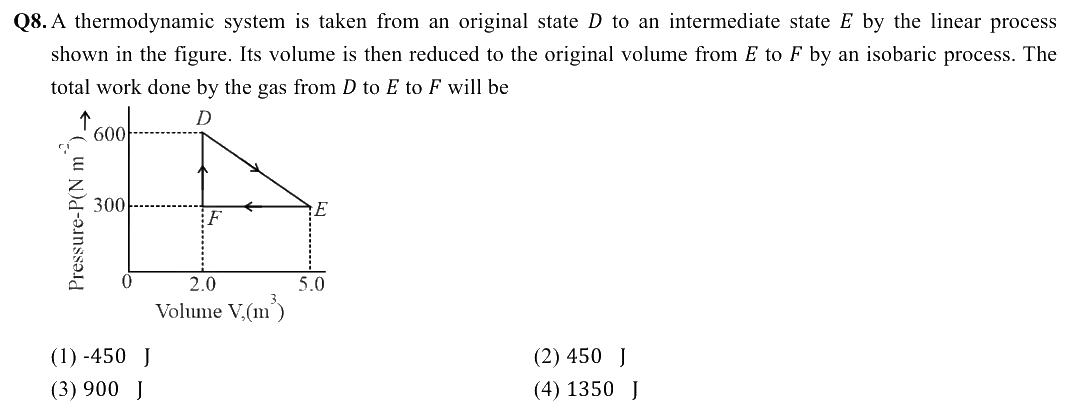 Q8. A thermodynamic system is taken from an original state D to an intermediate state E by the linear process
shown in the figure. Its volume is then reduced to the original volume from E to F by an isobaric process. The
total work done by the gas from D to E to F will be
D
600
Pressure-P(N m⁻²)
300
F
E
0
2.0
5.0
Volume V,(m³)
(1) -450 J
(2) 450 J
(3) 900 J
(4) 1350 J